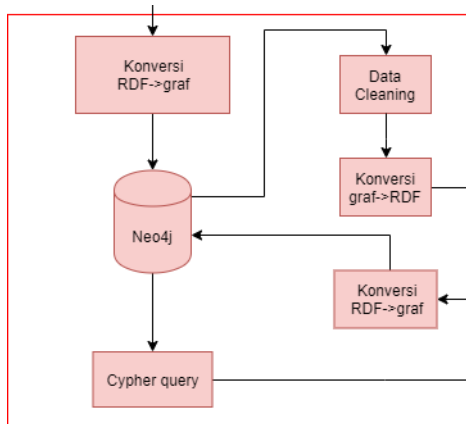 Konversi
RDF->graf
Data
Cleaning
Konversi
graf->RDF
Neo4j
Konversi
RDF->graf
Cypher query